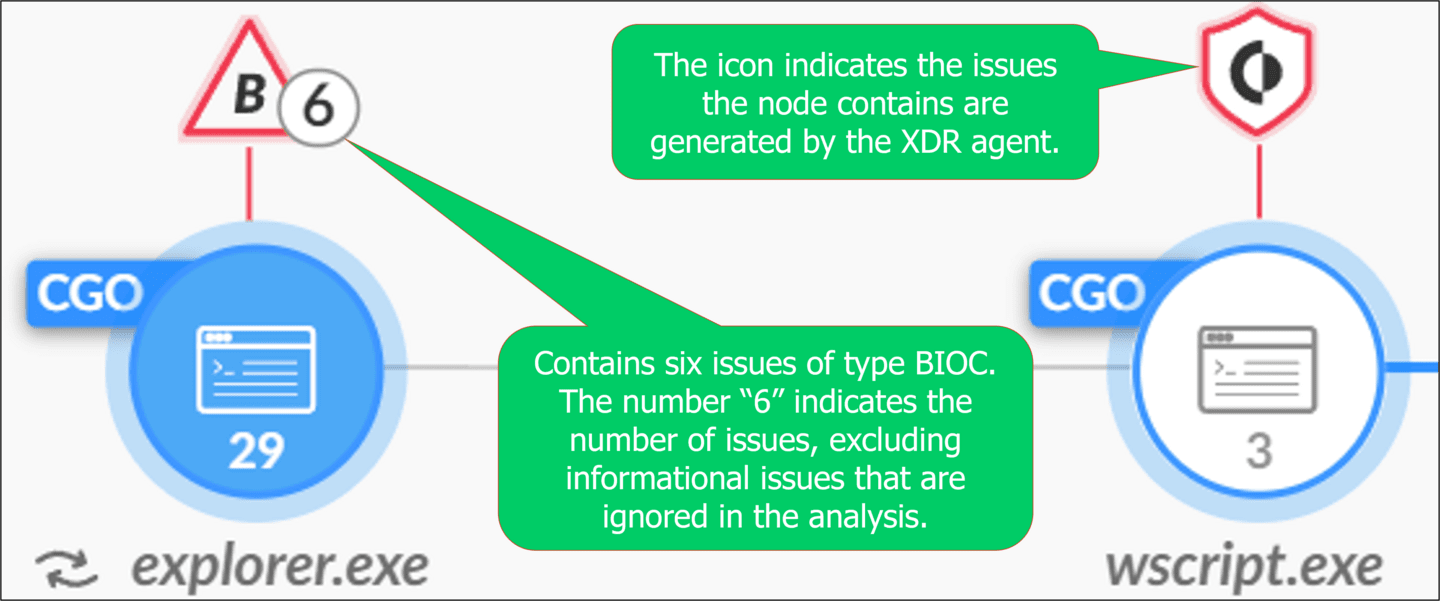 B
6
The icon indicates the issues
the node contains are
generated by the XDR agent.
CGO
>_
29
CGO
>_
3
Contains six issues of type BIOC.
The number “6” indicates the
number of issues, excluding
informational issues that are
ignored in the analysis.
explorer.exe
wscript.exe